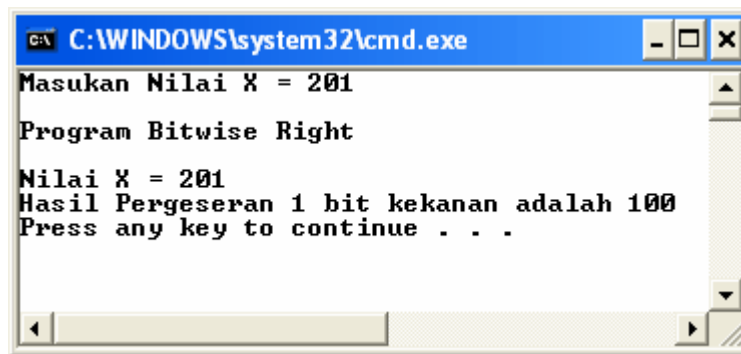 C:\WINDOWS\system32\cmd.exe
Masukan Nilai X = 201
Program Bitwise Right
Nilai X = 201
Hasil Pergeseran 1 bit kekanan adalah 100
Press any key to continue . . .